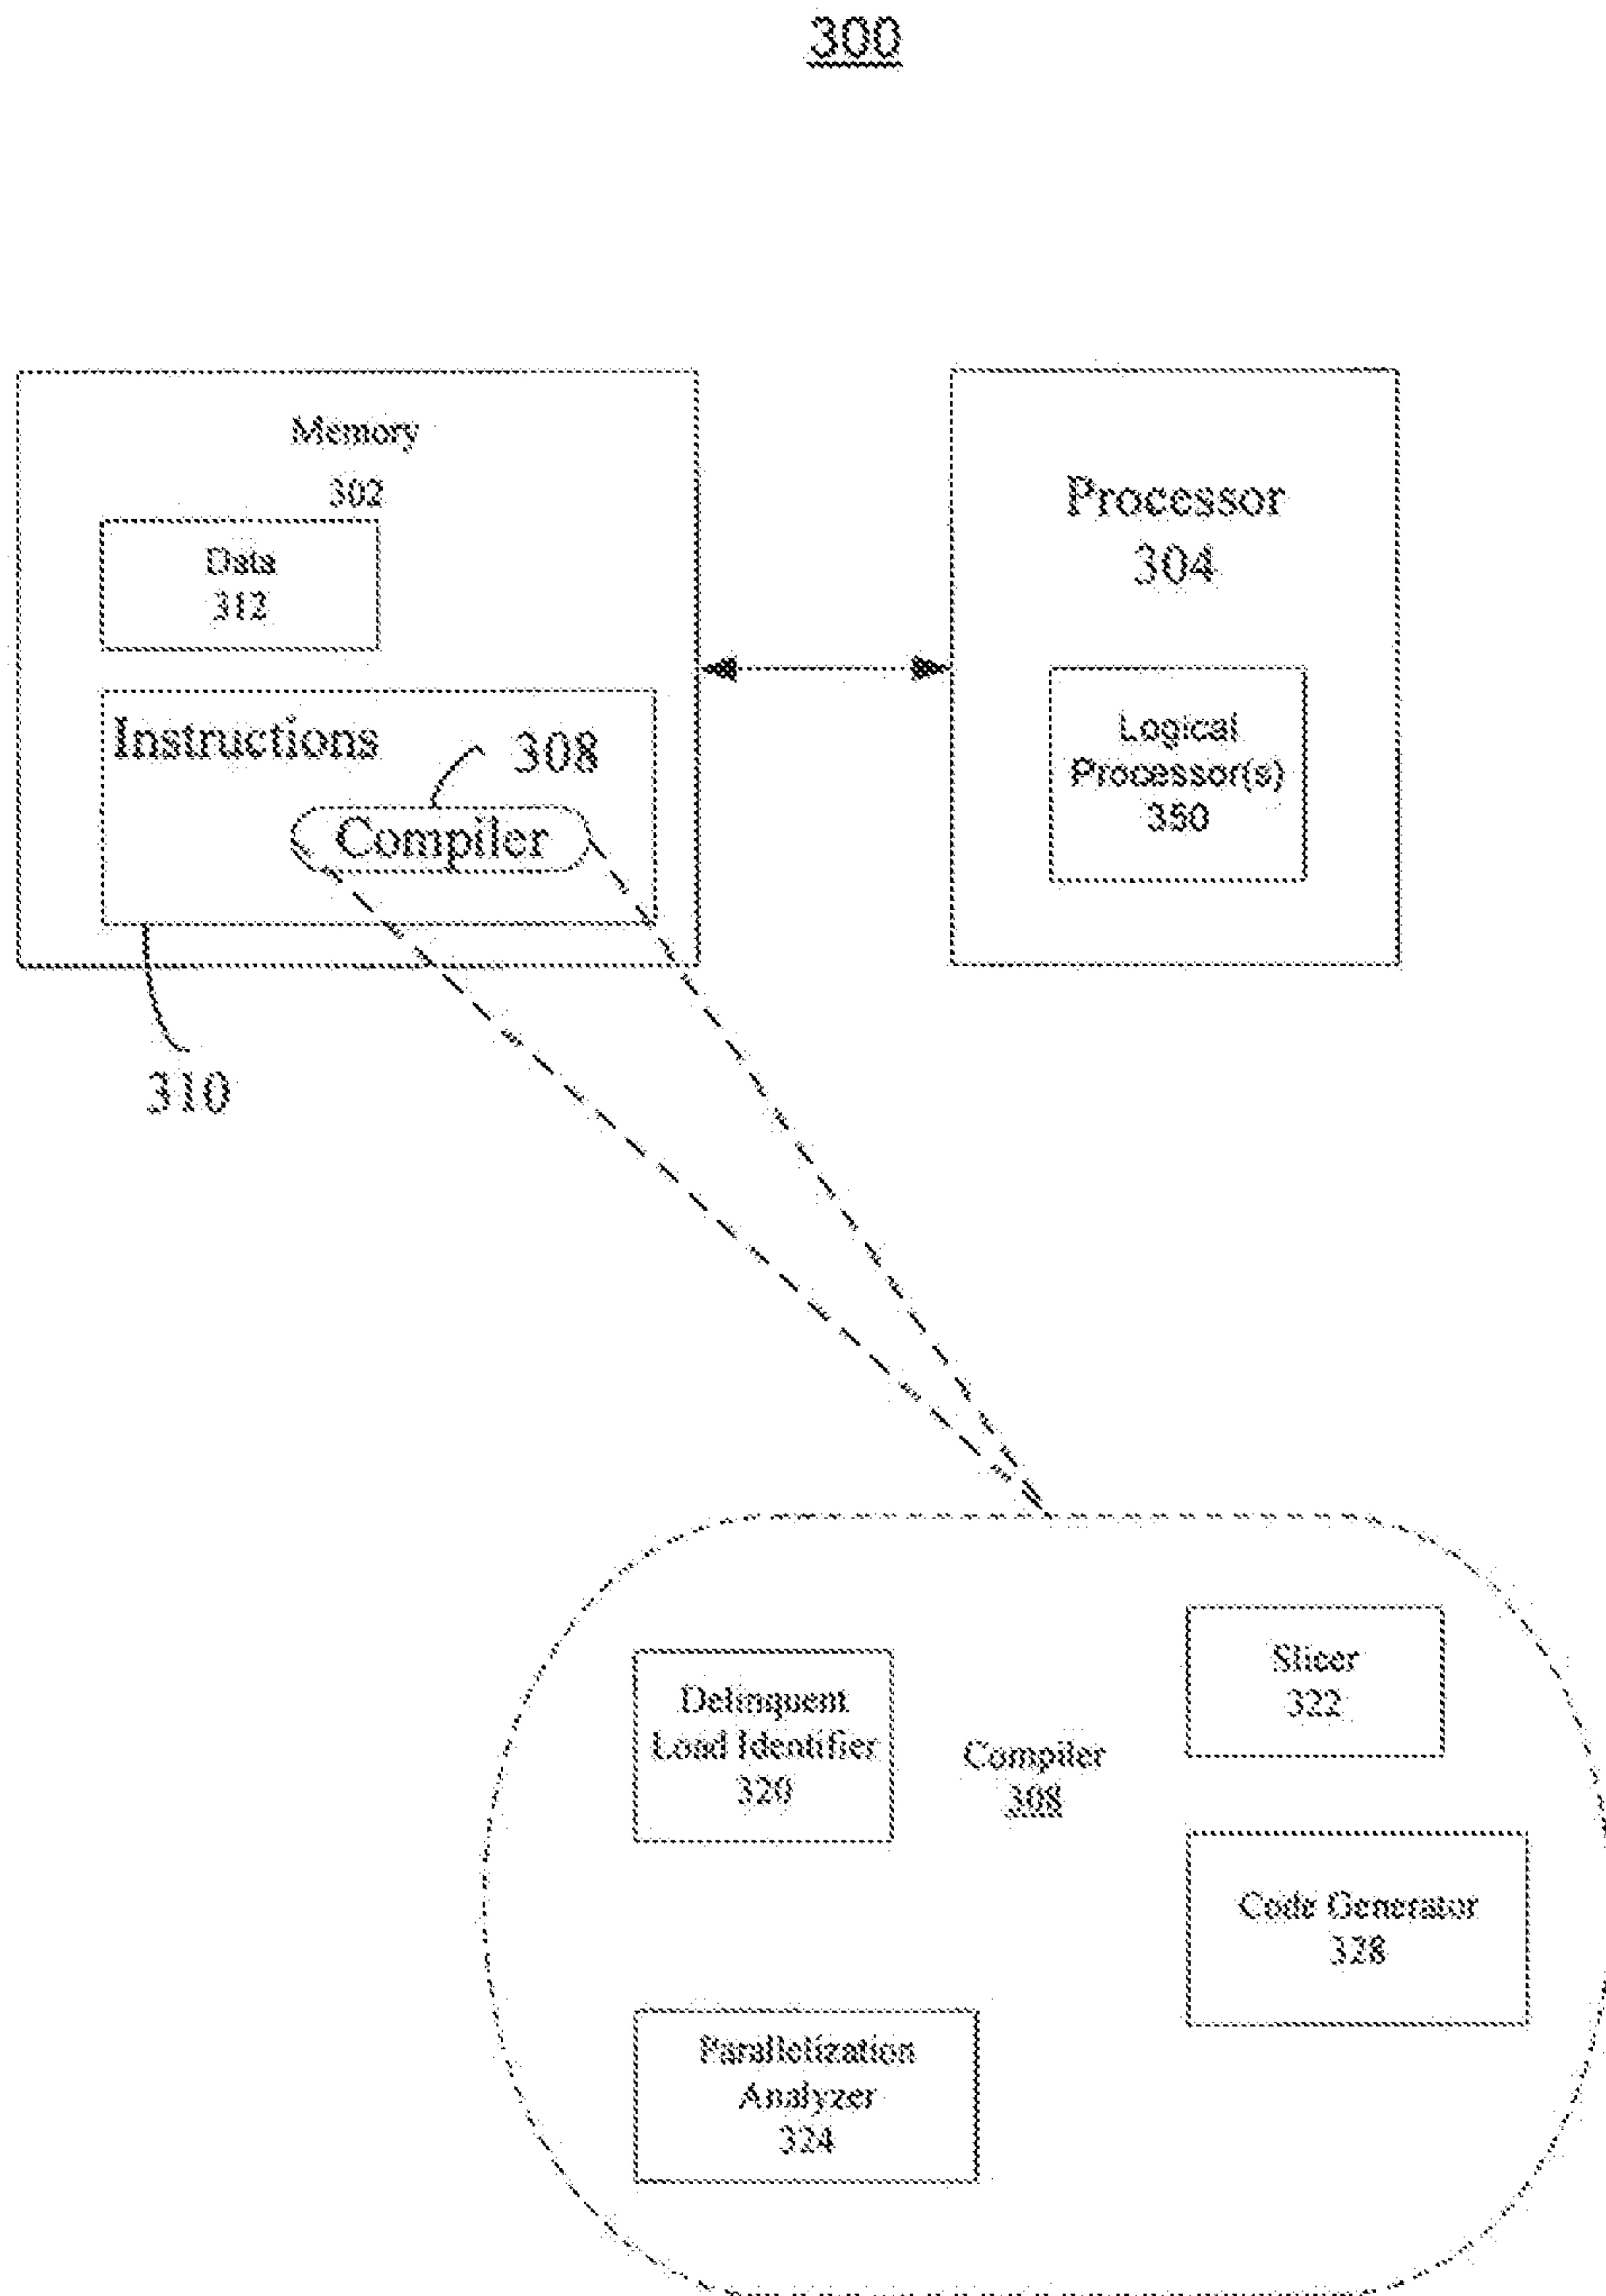 300
Memory
302
Data
312
Instructions
308
Compiler
310
Processor
304
Logical
Processor(s)
350
Delinquent
Load Identifier
320
Compiler
308
Slicer
322
Code Generator
328
Parallelization
Analyzer
324